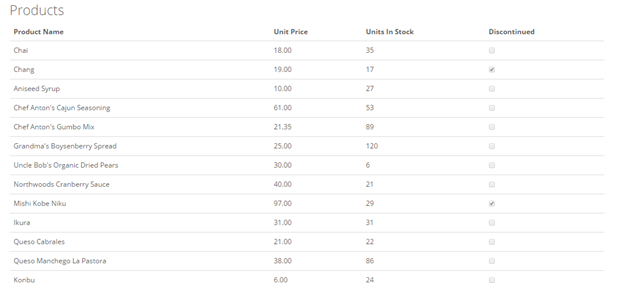 Products
Product Name Unit Price Units In Stock Discontinued
Chai 18.00 35
Chang 19.00 17
Aniseed Syrup 10.00 27
Chef Anton's Cajun Seasoning 61.00 53
Chef Anton's Gumbo Mix 21.35 89
Grandma's Boysenberry Spread 25.00 120
Uncle Bob's Organic Dried Pears 30.00 6
Northwoods Cranberry Sauce 40.00 21
Mishi Kobe Niku 97.00 29
Ikura 31.00 31
Queso Cabrales 21.00 22
Queso Manchego La Pastora 38.00 86
Konbu 6.00 24